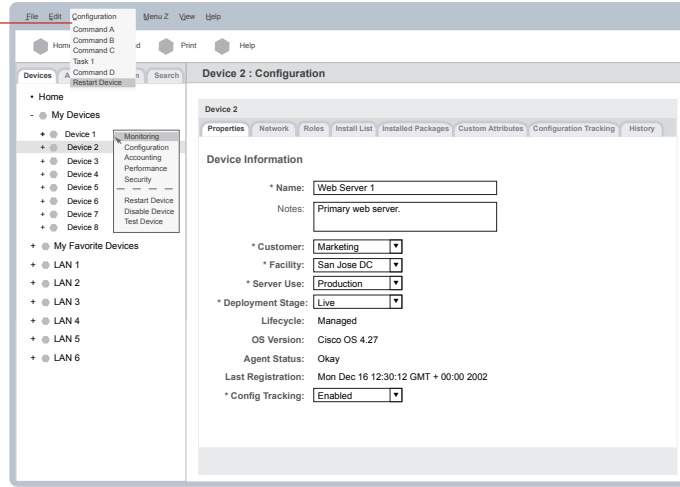 File Edit Configuration Menu Z View Help
Command A
Command B
Command C
Task 1
Command D
Restart Device
Print Help
Devices Search
Device 2 : Configuration
• Home
- My Devices
+ Device 1
+ Device 2
+ Device 3
+ Device 4
+ Device 5
+ Device 6
+ Device 7
+ Device 8
Monitoring
Configuration
Accounting
Performance
Security
Restart Device
Disable Device
Test Device
+ My Favorite Devices
+ LAN 1
+ LAN 2
+ LAN 3
+ LAN 4
+ LAN 5
+ LAN 6
Device 2
Properties Network Roles Install List Installed Packages Custom Attributes Configuration Tracking History
Device Information
* Name: Web Server 1
Notes: Primary web server.
* Customer: Marketing
* Facility: San Jose DC
* Server Use: Production
* Deployment Stage: Live
Lifecycle: Managed
OS Version: Cisco OS 4.27
Agent Status: Okay
Last Registration: Mon Dec 16 12:30:12 GMT + 00:00 2002
* Config Tracking: Enabled